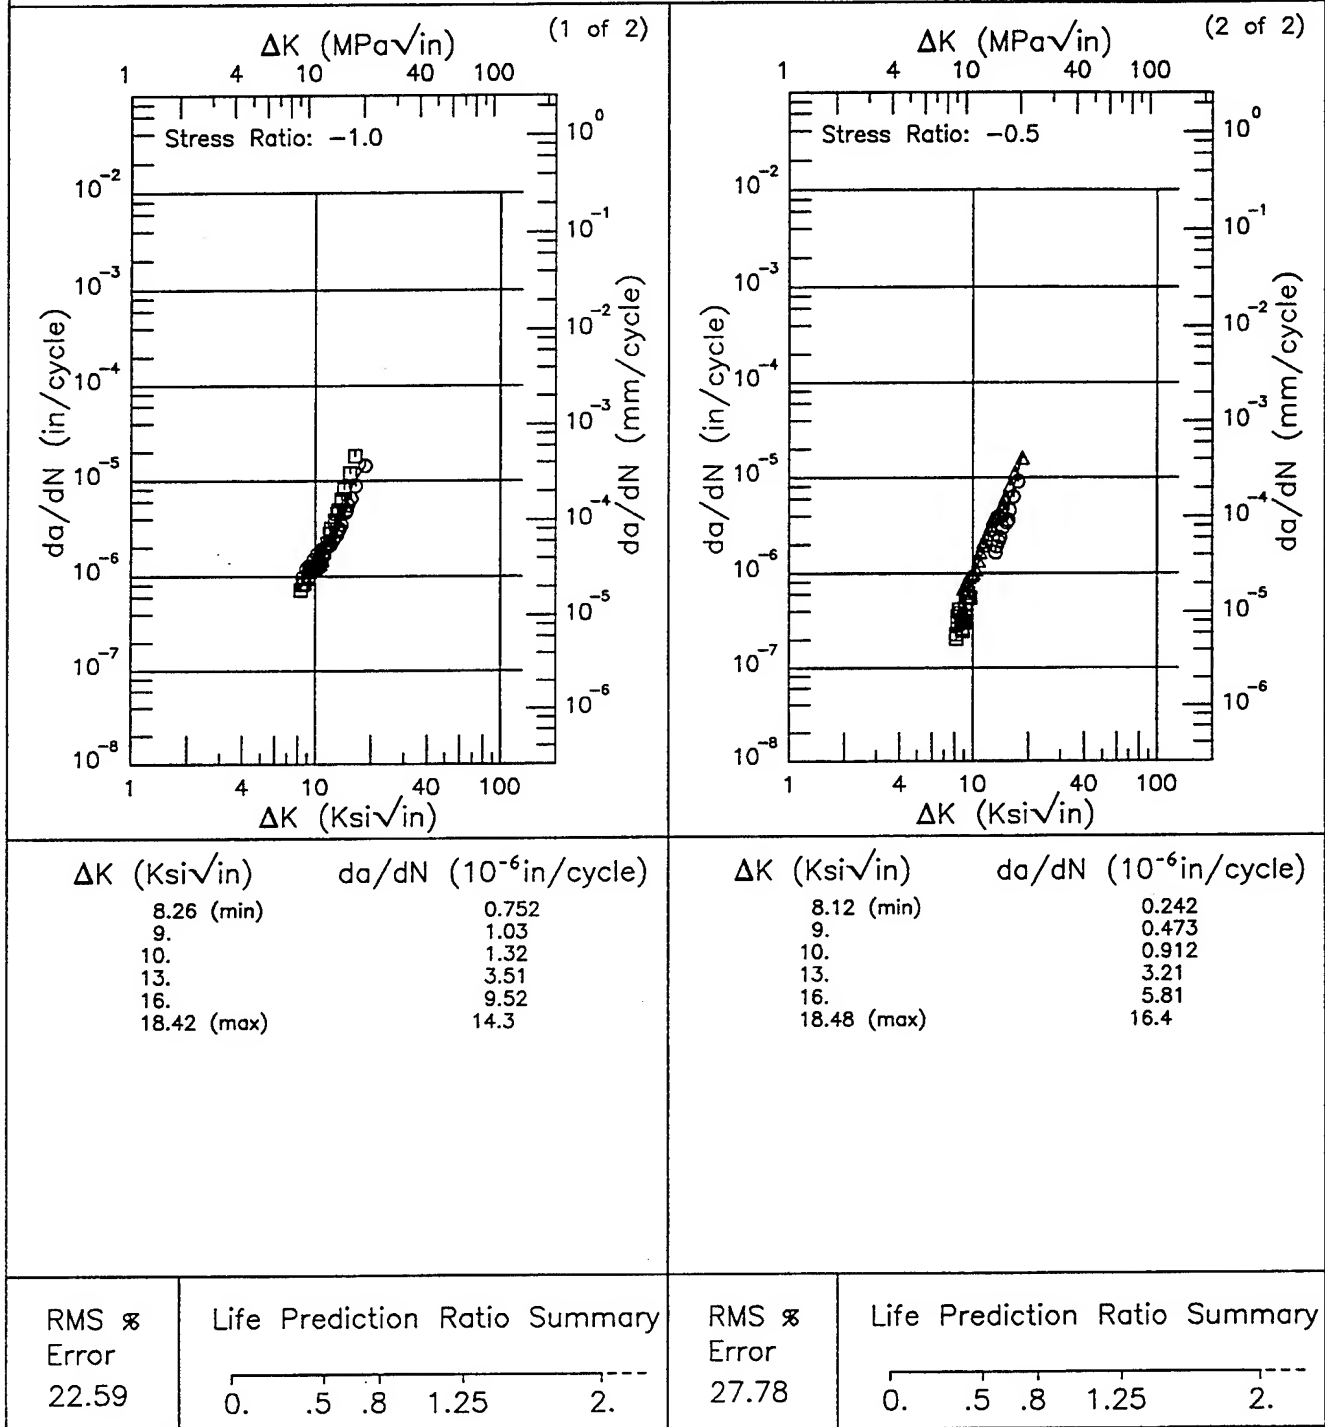 (1 of 2)
ΔK (MPa√in)
1 4 10 40 100
Stress Ratio: −1.0
da/dN (in/cycle)
10⁻²
10⁻³
10⁻⁴
10⁻⁵
10⁻⁶
10⁻⁷
10⁻⁸
da/dN (mm/cycle)
10⁰
10⁻¹
10⁻²
10⁻³
10⁻⁴
10⁻⁵
10⁻⁶
1 4 10 40 100
ΔK (Ksi√in)
ΔK (Ksi√in) da/dN (10⁻⁶in/cycle)
8.26 (min) 0.752
9. 1.03
10. 1.32
13. 3.51
16. 9.52
18.42 (max) 14.3
RMS %
Error
22.59
Life Prediction Ratio Summary
0. .5 .8 1.25 2.
(2 of 2)
ΔK (MPa√in)
1 4 10 40 100
Stress Ratio: −0.5
da/dN (in/cycle)
10⁻²
10⁻³
10⁻⁴
10⁻⁵
10⁻⁶
10⁻⁷
10⁻⁸
da/dN (mm/cycle)
10⁰
10⁻¹
10⁻²
10⁻³
10⁻⁴
10⁻⁵
10⁻⁶
1 4 10 40 100
ΔK (Ksi√in)
ΔK (Ksi√in) da/dN (10⁻⁶in/cycle)
8.12 (min) 0.242
9. 0.473
10. 0.912
13. 3.21
16. 5.81
18.48 (max) 16.4
RMS %
Error
27.78
Life Prediction Ratio Summary
0. .5 .8 1.25 2.